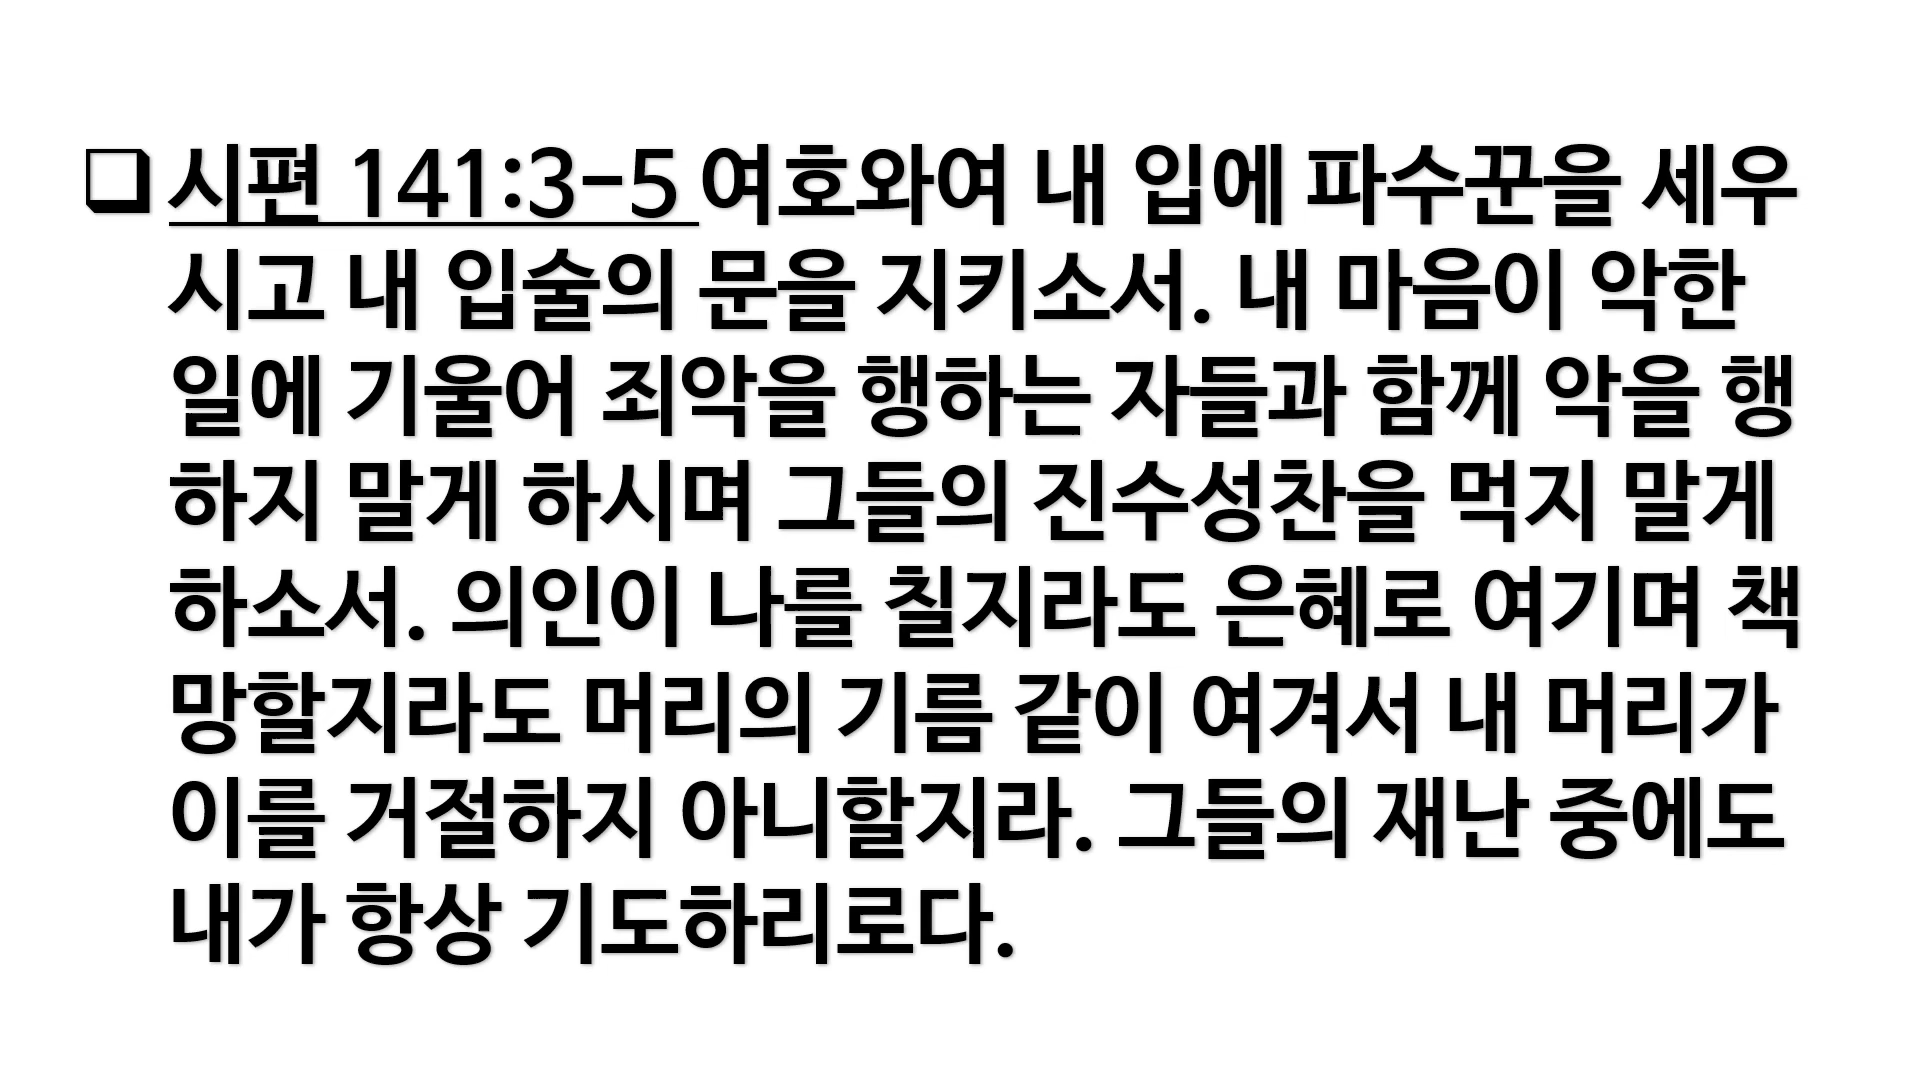 ❏시편 141:3-5 여호와여 내 입에 파수꾼을 세우
시고 내 입술의 문을 지키소서. 내 마음이 악한
일에 기울어 죄악을 행하는 자들과 함께 악을 행
하지 말게 하시며 그들의 진수성찬을 먹지 말게
하소서. 의인이 나를 칠지라도 은혜로 여기며 책
망할지라도 머리의 기름 같이 여겨서 내 머리가
이를 거절하지 아니할지라. 그들의 재난 중에도
내가 항상 기도하리로다.